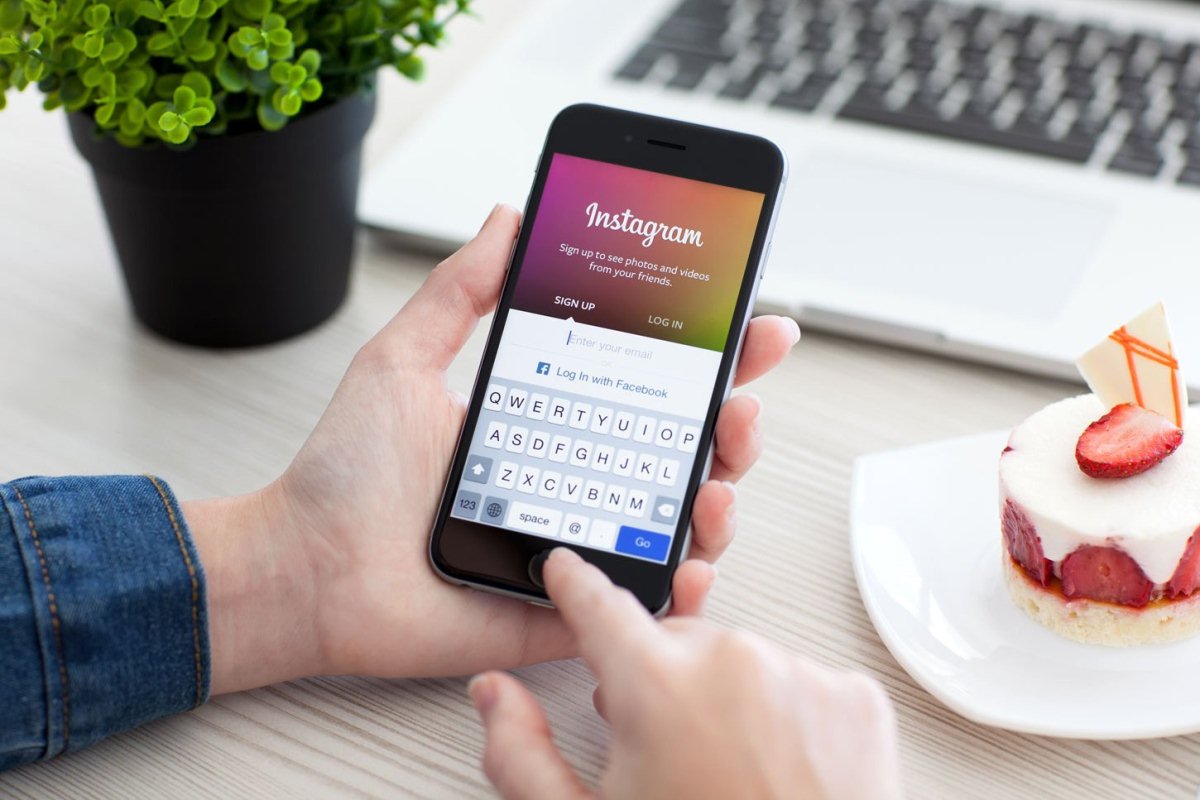 Instagram
Sign up to see photos and videos
from your friends.
SIGN UP
LOG IN
Enter your email
OR
Log In with Facebook
Q W E R T Y U I O P
A S D F G H J K L
Z X C V B N M
123 space @ . Go